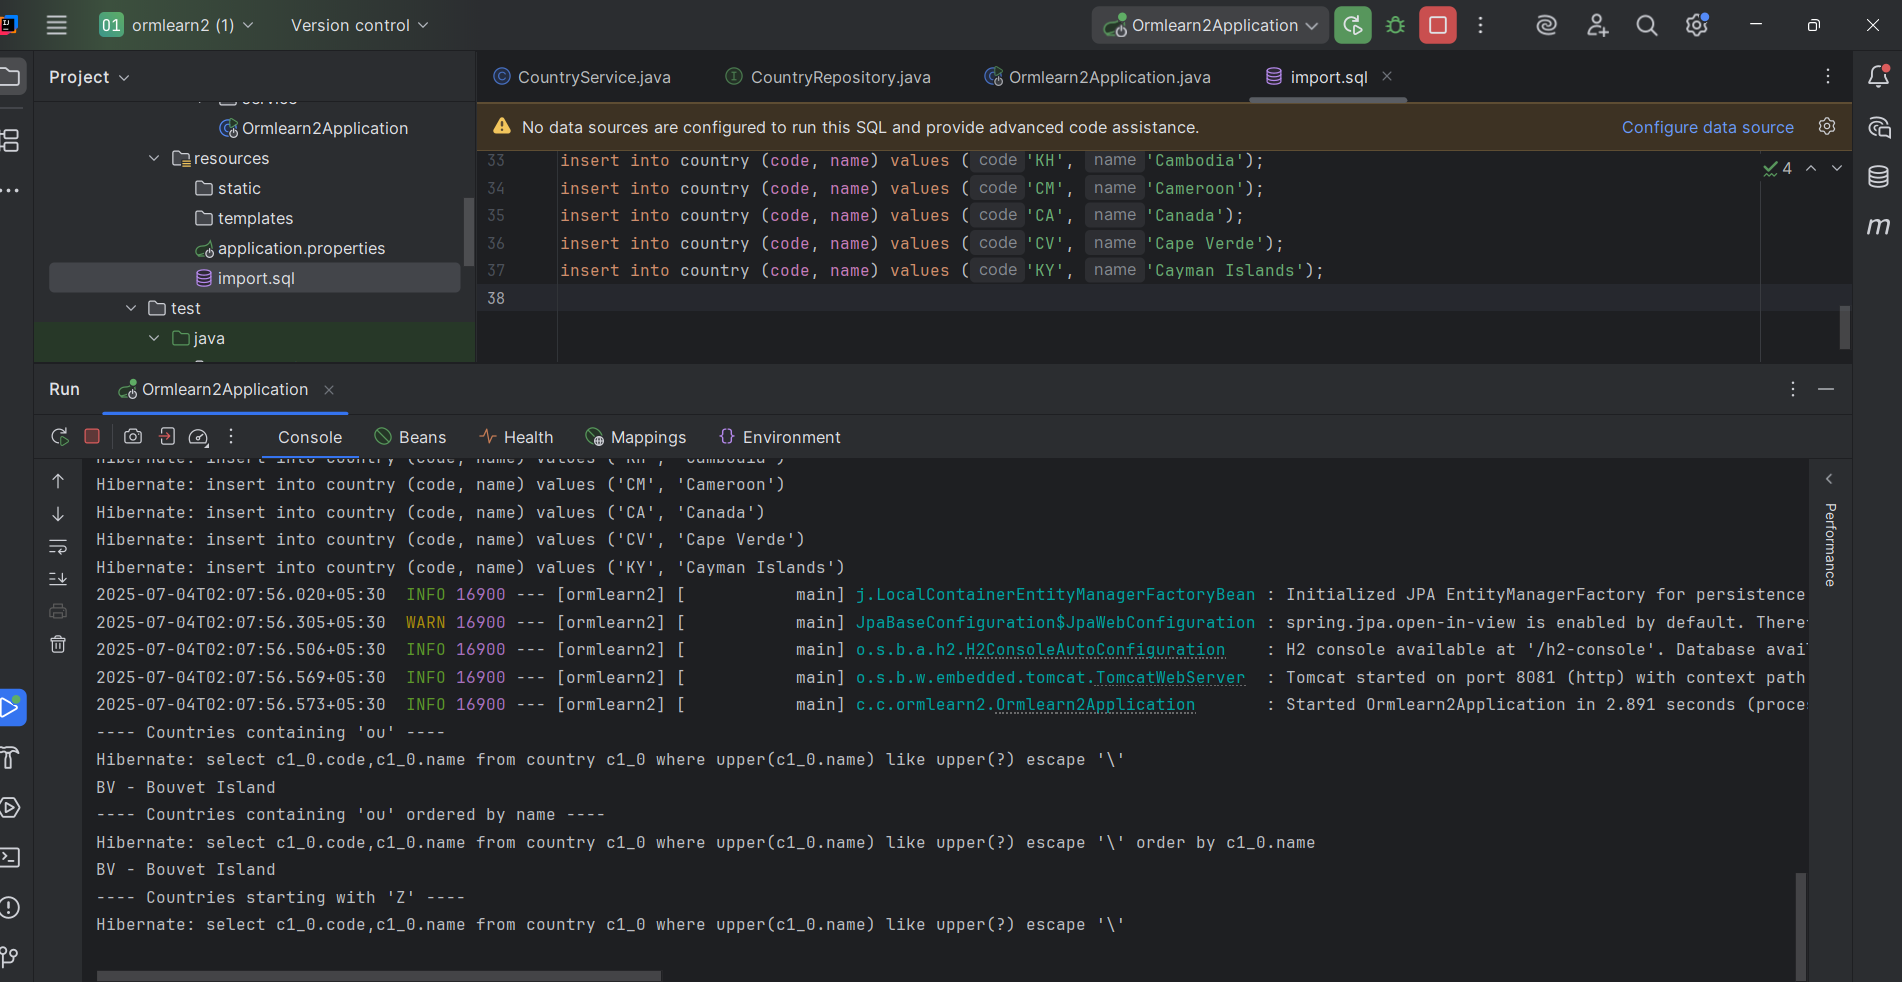 01 ormlearn2 (1) Version control Ormlearn2Application
Project
CountryService.java CountryRepository.java Ormlearn2Application.java import.sql
service
Ormlearn2Application
resources
static
templates
application.properties
import.sql
test
java
No data sources are configured to run this SQL and provide advanced code assistance. Configure data source
4
33 insert into country (code, name) values ( code 'KH', name 'Cambodia');
34 insert into country (code, name) values ( code 'CM', name 'Cameroon');
35 insert into country (code, name) values ( code 'CA', name 'Canada');
36 insert into country (code, name) values ( code 'CV', name 'Cape Verde');
37 insert into country (code, name) values ( code 'KY', name 'Cayman Islands');
38
Run Ormlearn2Application
Console Beans Health Mappings Environment
Hibernate: insert into country (code, name) values ('KH', 'Cambodia')
Hibernate: insert into country (code, name) values ('CM', 'Cameroon')
Hibernate: insert into country (code, name) values ('CA', 'Canada')
Hibernate: insert into country (code, name) values ('CV', 'Cape Verde')
Hibernate: insert into country (code, name) values ('KY', 'Cayman Islands')
2025-07-04T02:07:56.020+05:30 INFO 16900 --- [ormlearn2] [ main] j.LocalContainerEntityManagerFactoryBean : Initialized JPA EntityManagerFactory for persistence
2025-07-04T02:07:56.305+05:30 WARN 16900 --- [ormlearn2] [ main] JpaBaseConfiguration$JpaWebConfiguration : spring.jpa.open-in-view is enabled by default. There
2025-07-04T02:07:56.506+05:30 INFO 16900 --- [ormlearn2] [ main] o.s.b.a.h2.H2ConsoleAutoConfiguration : H2 console available at '/h2-console'. Database avai
2025-07-04T02:07:56.569+05:30 INFO 16900 --- [ormlearn2] [ main] o.s.b.w.embedded.tomcat.TomcatWebServer : Tomcat started on port 8081 (http) with context path
2025-07-04T02:07:56.573+05:30 INFO 16900 --- [ormlearn2] [ main] c.c.ormlearn2.Ormlearn2Application : Started Ormlearn2Application in 2.891 seconds (proce
---- Countries containing 'ou' ----
Hibernate: select c1_0.code,c1_0.name from country c1_0 where upper(c1_0.name) like upper(?) escape '\'
BV - Bouvet Island
---- Countries containing 'ou' ordered by name ----
Hibernate: select c1_0.code,c1_0.name from country c1_0 where upper(c1_0.name) like upper(?) escape '\' order by c1_0.name
BV - Bouvet Island
---- Countries starting with 'Z' ----
Hibernate: select c1_0.code,c1_0.name from country c1_0 where upper(c1_0.name) like upper(?) escape '\'
Performance